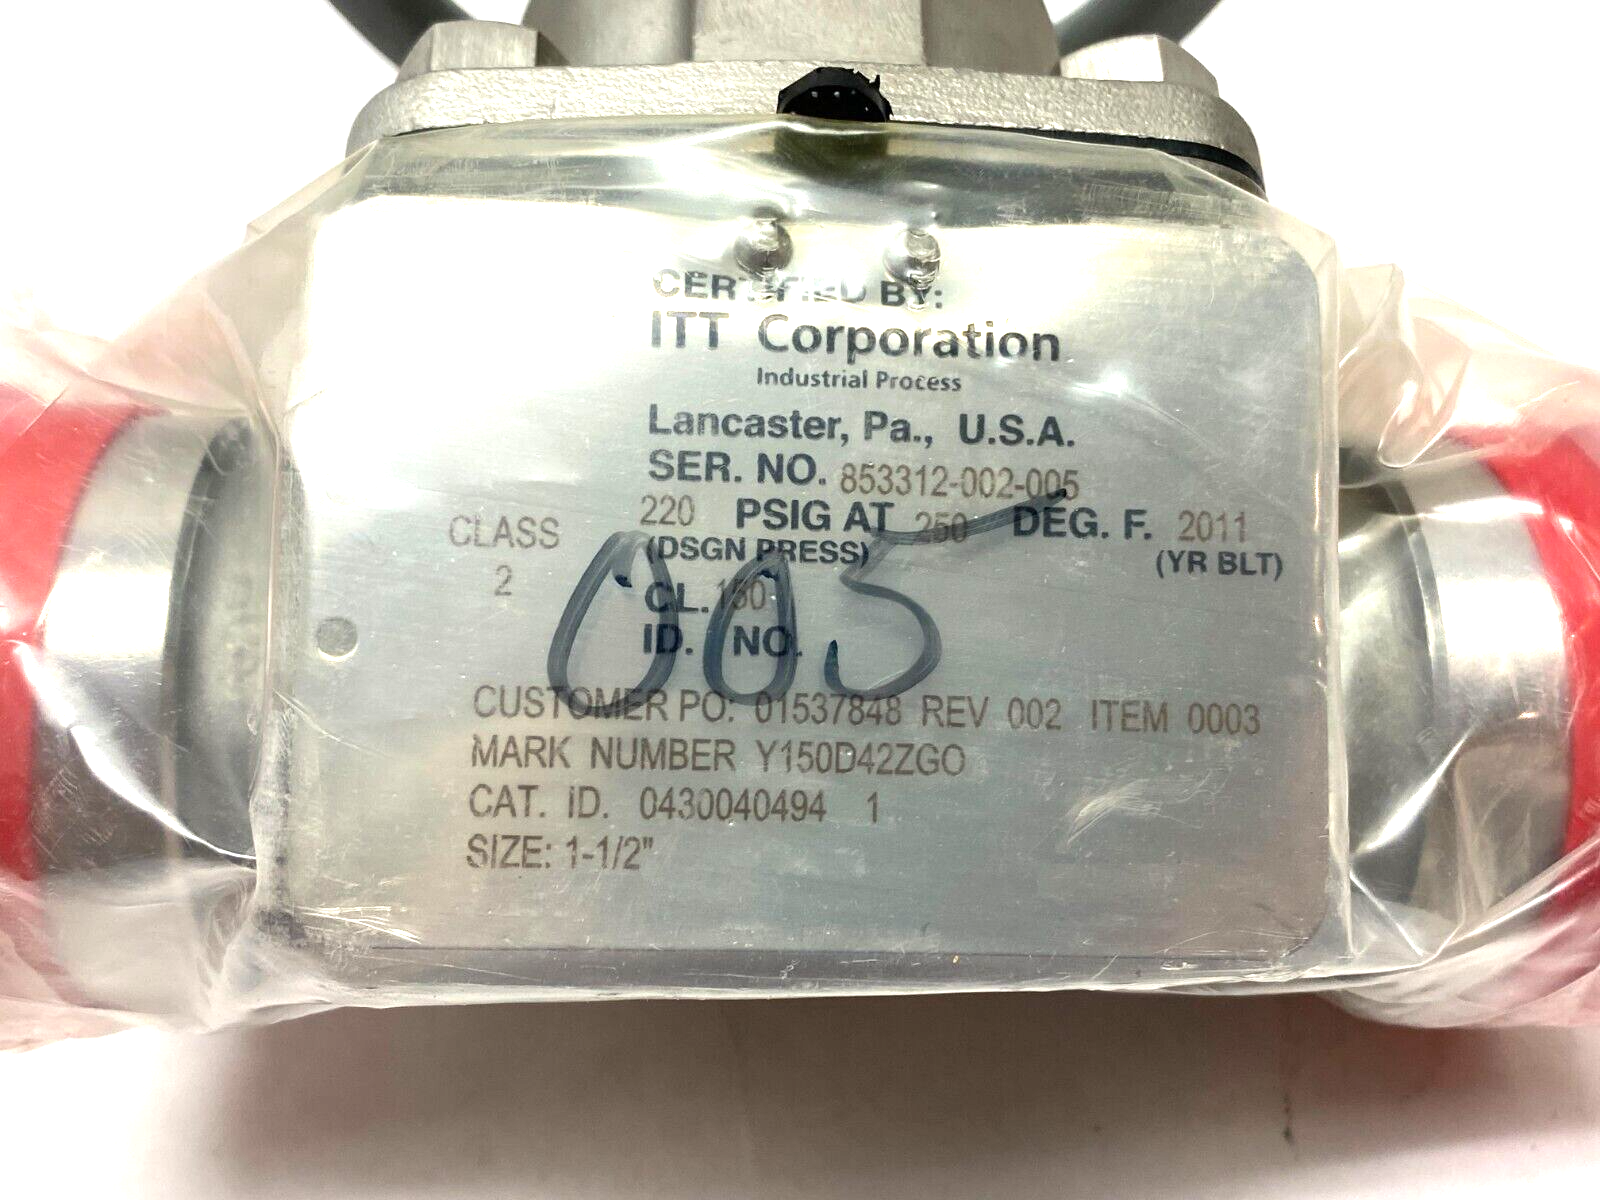 CERTIFIED BY:
ITT Corporation
Industrial Process
Lancaster, Pa., U.S.A.
SER. NO. 853312-002-005
CLASS 220 PSIG AT 250 DEG. F. 2011
2 (DSGN PRESS) (YR BLT)
CL. 150
ID. NO.
005
CUSTOMER PO: 01537848 REV 002 ITEM 0003
MARK NUMBER Y150D42ZGO
CAT. ID. 0430040494 1
SIZE: 1-1/2"